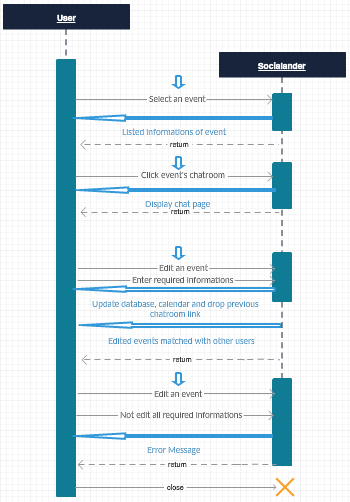 User
Socialander
Select an event
Listed informations of event
return
Click event's chatroom
Display chat page
return
Edit an event
Enter required informations
Update database, calendar and drop previous
chatroom link
Edited events matched with other users
return
Edit an event
Not edit all required informations
Error Message
return
close